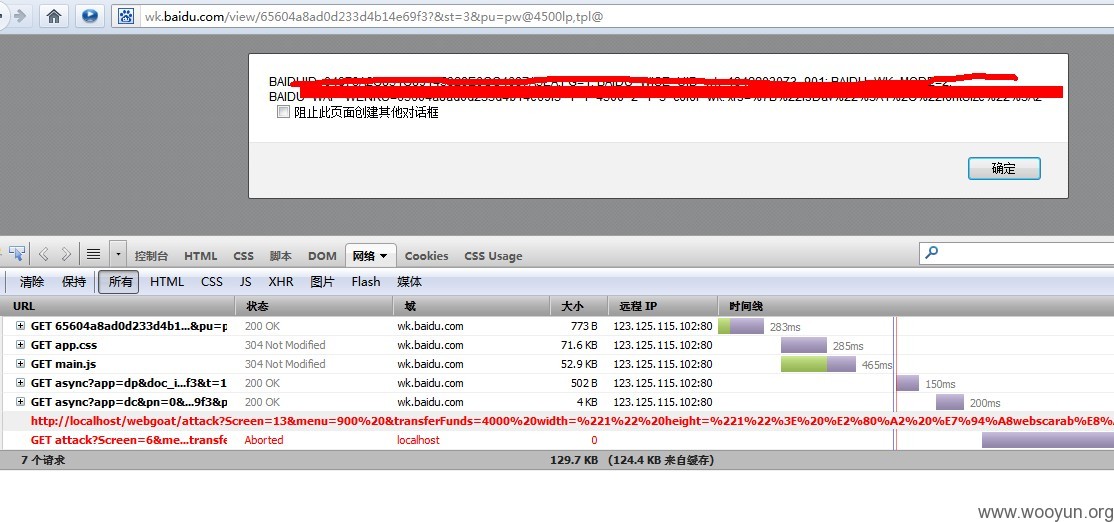 wk.baidu.com/view/65604a8ad0d233d4b14e69f3?&st=3&pu=pw@4500lp,tpl@
阻止此页面创建其他对话框
确定
控制台 HTML CSS 脚本 DOM 网络 Cookies CSS Usage
清除 保持 所有 HTML CSS JS XHR 图片 Flash 媒体
URL 状态 域 大小 远程 IP 时间线
GET 65604a8ad0d233d4b1...&pu=p 200 OK wk.baidu.com 773 B 123.125.115.102:80 283ms
GET app.css 304 Not Modified wk.baidu.com 71.6 KB 123.125.115.102:80 285ms
GET main.js 304 Not Modified wk.baidu.com 52.9 KB 123.125.115.102:80 465ms
GET async?app=dp&doc_i...f3&t=1 200 OK wk.baidu.com 502 B 123.125.115.102:80 150ms
GET async?app=dc&pn=0&...9f3&p 200 OK wk.baidu.com 4 KB 123.125.115.102:80 200ms
http://localhost/webgoat/attack?Screen=13&menu=900%20&transferFunds=4000%20width=%221%22%20height=%221%22%3E%20%E2%80%A2%20%E7%94%A8webscarab%E8%A
GET attack?Screen=6&me...transfe Aborted localhost 0
7 个请求 129.7 KB (124.4 KB 来自缓存)
www.wooyun.org